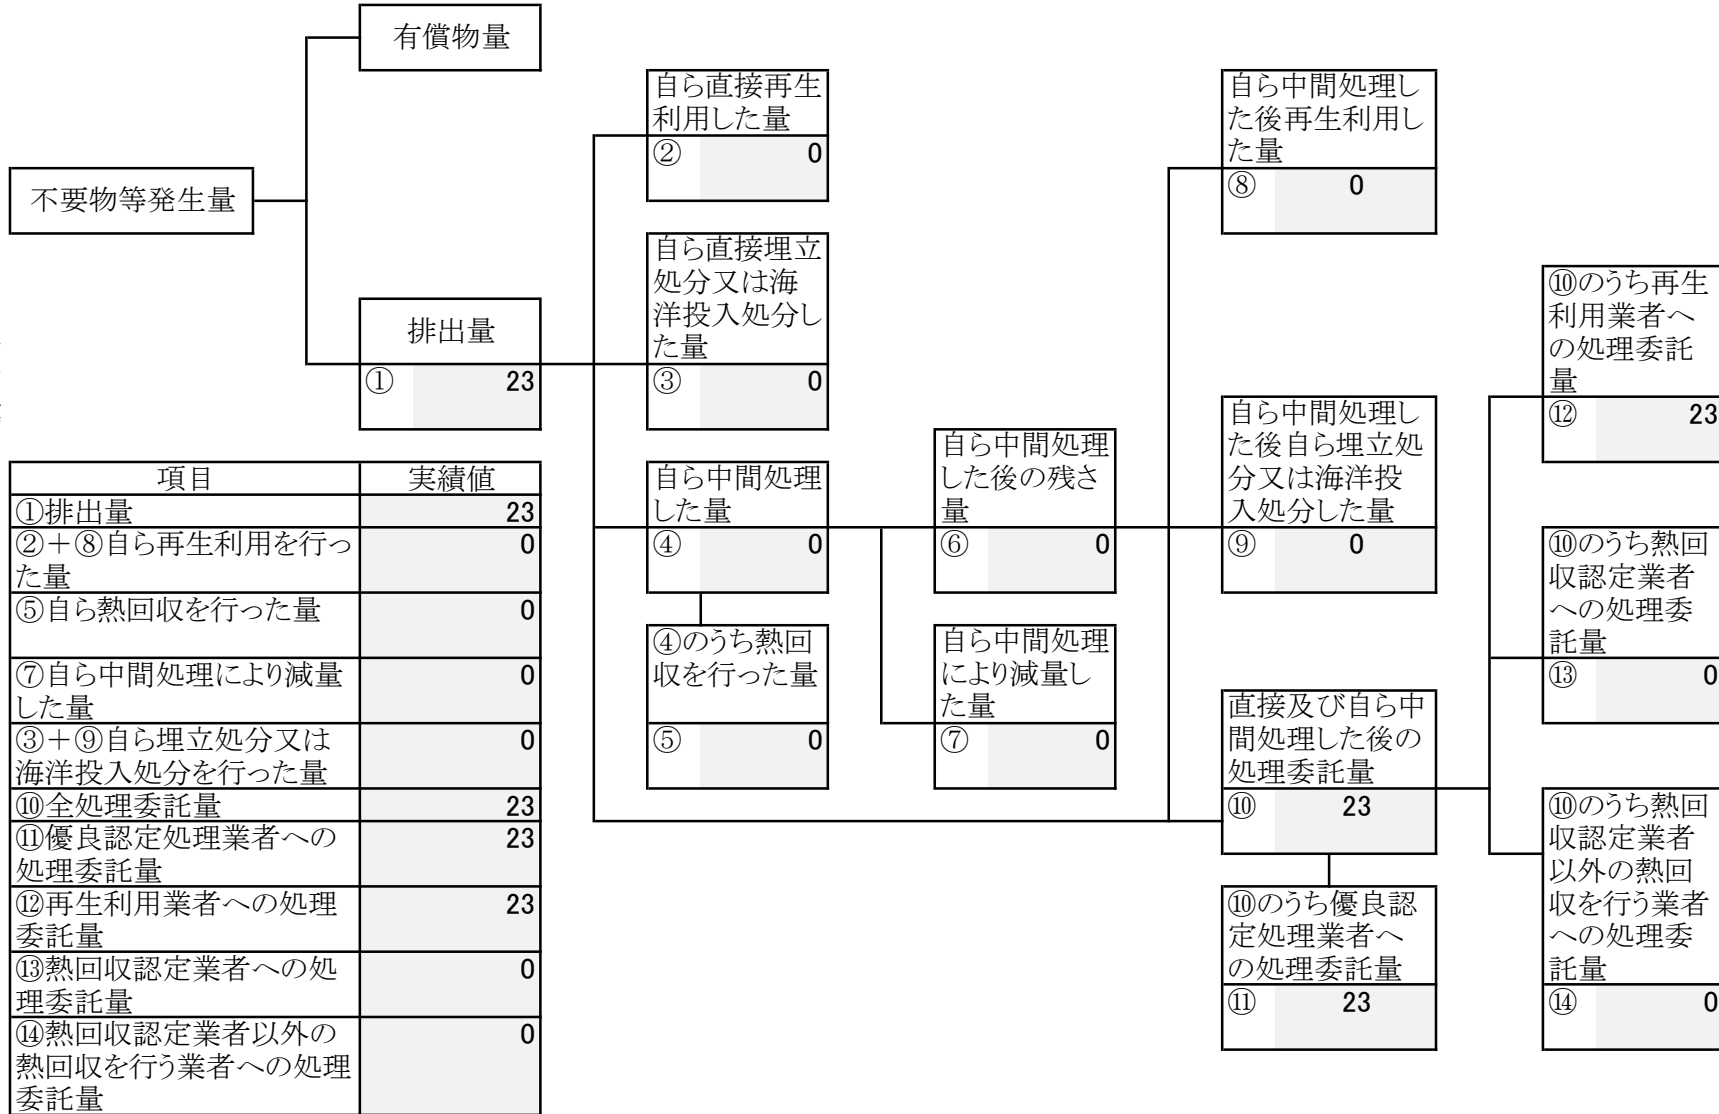 有償物量
不要物等発生量
排出量
① 23
自ら直接再生
利用した量
② 0
自ら直接埋立
処分又は海
洋投入処分し
た量
③ 0
自ら中間処理
した量
④ 0
④のうち熱回
収を行った量
⑤ 0
自ら中間処理
した後の残さ
量
⑥ 0
自ら中間処理
により減量し
た量
⑦ 0
自ら中間処理し
た後再生利用し
た量
⑧ 0
自ら中間処理し
た後自ら埋立処
分又は海洋投
入処分した量
⑨ 0
直接及び自ら中
間処理した後の
処理委託量
⑩ 23
⑩のうち優良認
定処理業者へ
の処理委託量
⑪ 23
⑩のうち再生
利用業者へ
の処理委託
量
⑫ 23
⑩のうち熱回
収認定業者
への処理委
託量
⑬ 0
⑩のうち熱回
収認定業者
以外の熱回
収を行う業者
への処理委
託量
⑭ 0
項目 実績値
①排出量 23
②+⑧自ら再生利用を行っ 0
た量
⑤自ら熱回収を行った量 0
⑦自ら中間処理により減量 0
した量
③+⑨自ら埋立処分又は 0
海洋投入処分を行った量
⑩全処理委託量 23
⑪優良認定処理業者への 23
処理委託量
⑫再生利用業者への処理 23
委託量
⑬熱回収認定業者への処 0
理委託量
⑭熱回収認定業者以外の 0
熱回収を行う業者への処理
委託量